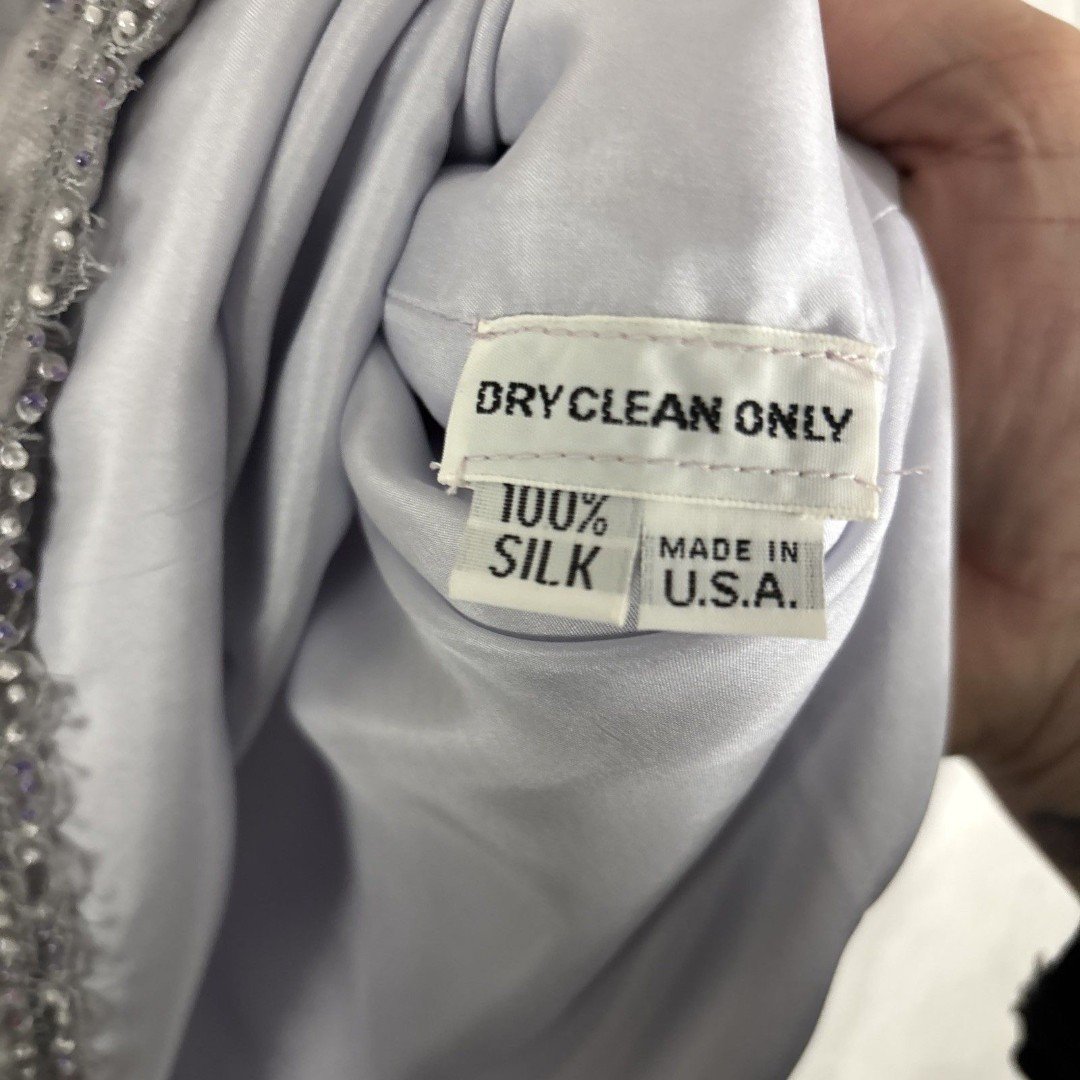 DRY CLEAN ONLY
100%
SILK
MADE IN
U.S.A.